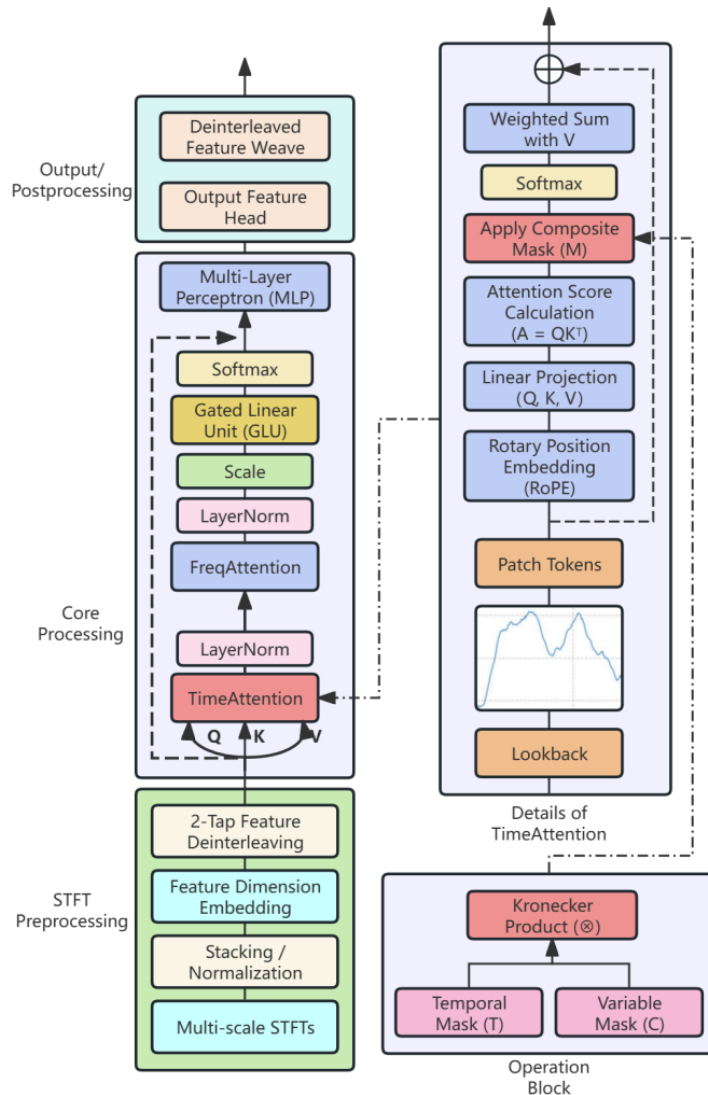 Output/
Postprocessing
Deinterleaved
Feature Weave
Output Feature
Head
Core
Processing
Multi-Layer
Perceptron (MLP)
Softmax
Gated Linear
Unit (GLU)
Scale
LayerNorm
FreqAttention
LayerNorm
TimeAttention
Q K V
STFT
Preprocessing
2-Tap Feature
Deinterleaving
Feature Dimension
Embedding
Stacking /
Normalization
Multi-scale STFTs
Weighted Sum
with V
Softmax
Apply Composite
Mask (M)
Attention Score
Calculation
(A = QKᵀ)
Linear Projection
(Q, K, V)
Rotary Position
Embedding
(RoPE)
Patch Tokens
Lookback
Details of
TimeAttention
Kronecker
Product (⊗)
Temporal
Mask (T)
Variable
Mask (C)
Operation
Block